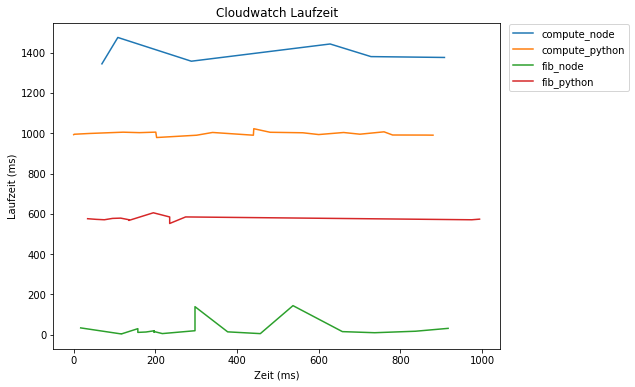 Cloudwatch Laufzeit
compute_node
compute_python
fib_node
fib_python
Laufzeit (ms)
1400
1200
1000
800
600
400
200
0
0 200 400 600 800 1000
Zeit (ms)